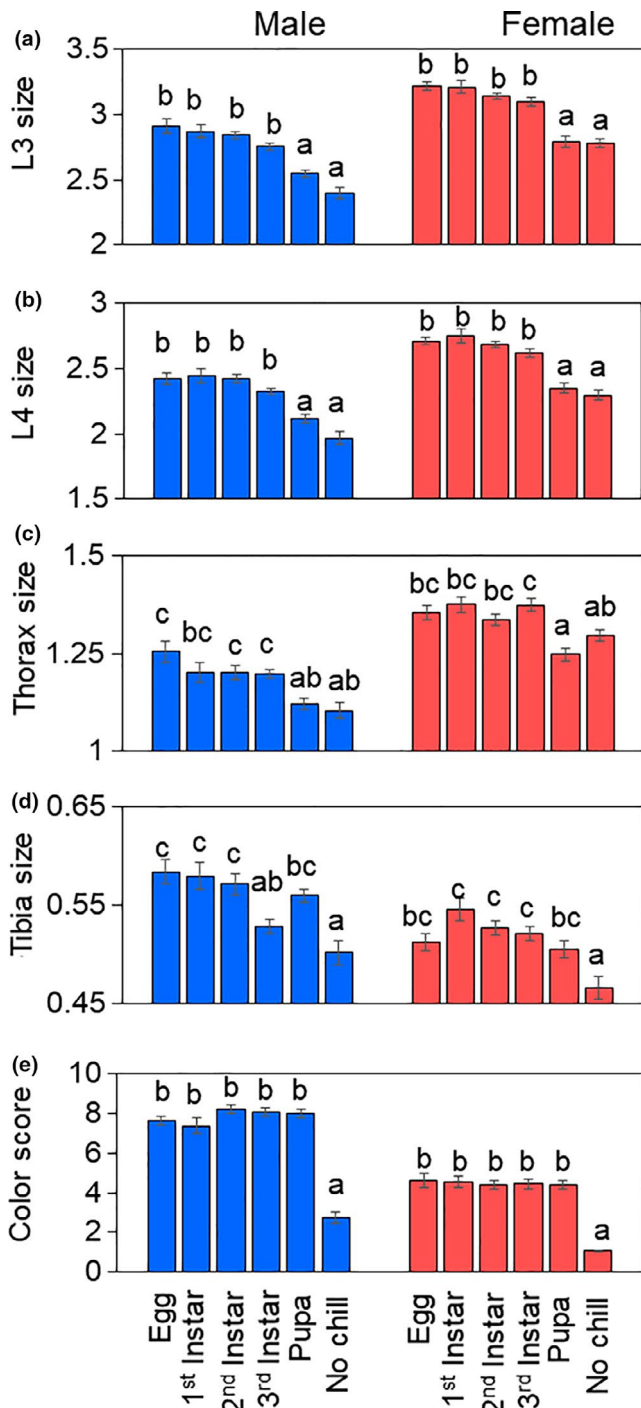 Male Female
(a)
L3 size
3.5
3
2.5
2
b b b b a a
b b b b a a
(b)
L4 size
3
2.5
2
1.5
b b b b a a
b b b b a a
(c)
Thorax size
1.5
1.25
1
c bc c c ab ab
bc bc bc c a ab
(d)
Tibia size
0.65
0.55
0.45
c c c ab bc a
bc c c c bc a
(e)
Color score
10
8
6
4
2
0
b b b b b a
b b b b b a
Egg
1st Instar
2nd Instar
3rd Instar
Pupa
No chill
Egg
1st Instar
2nd Instar
3rd Instar
Pupa
No chill